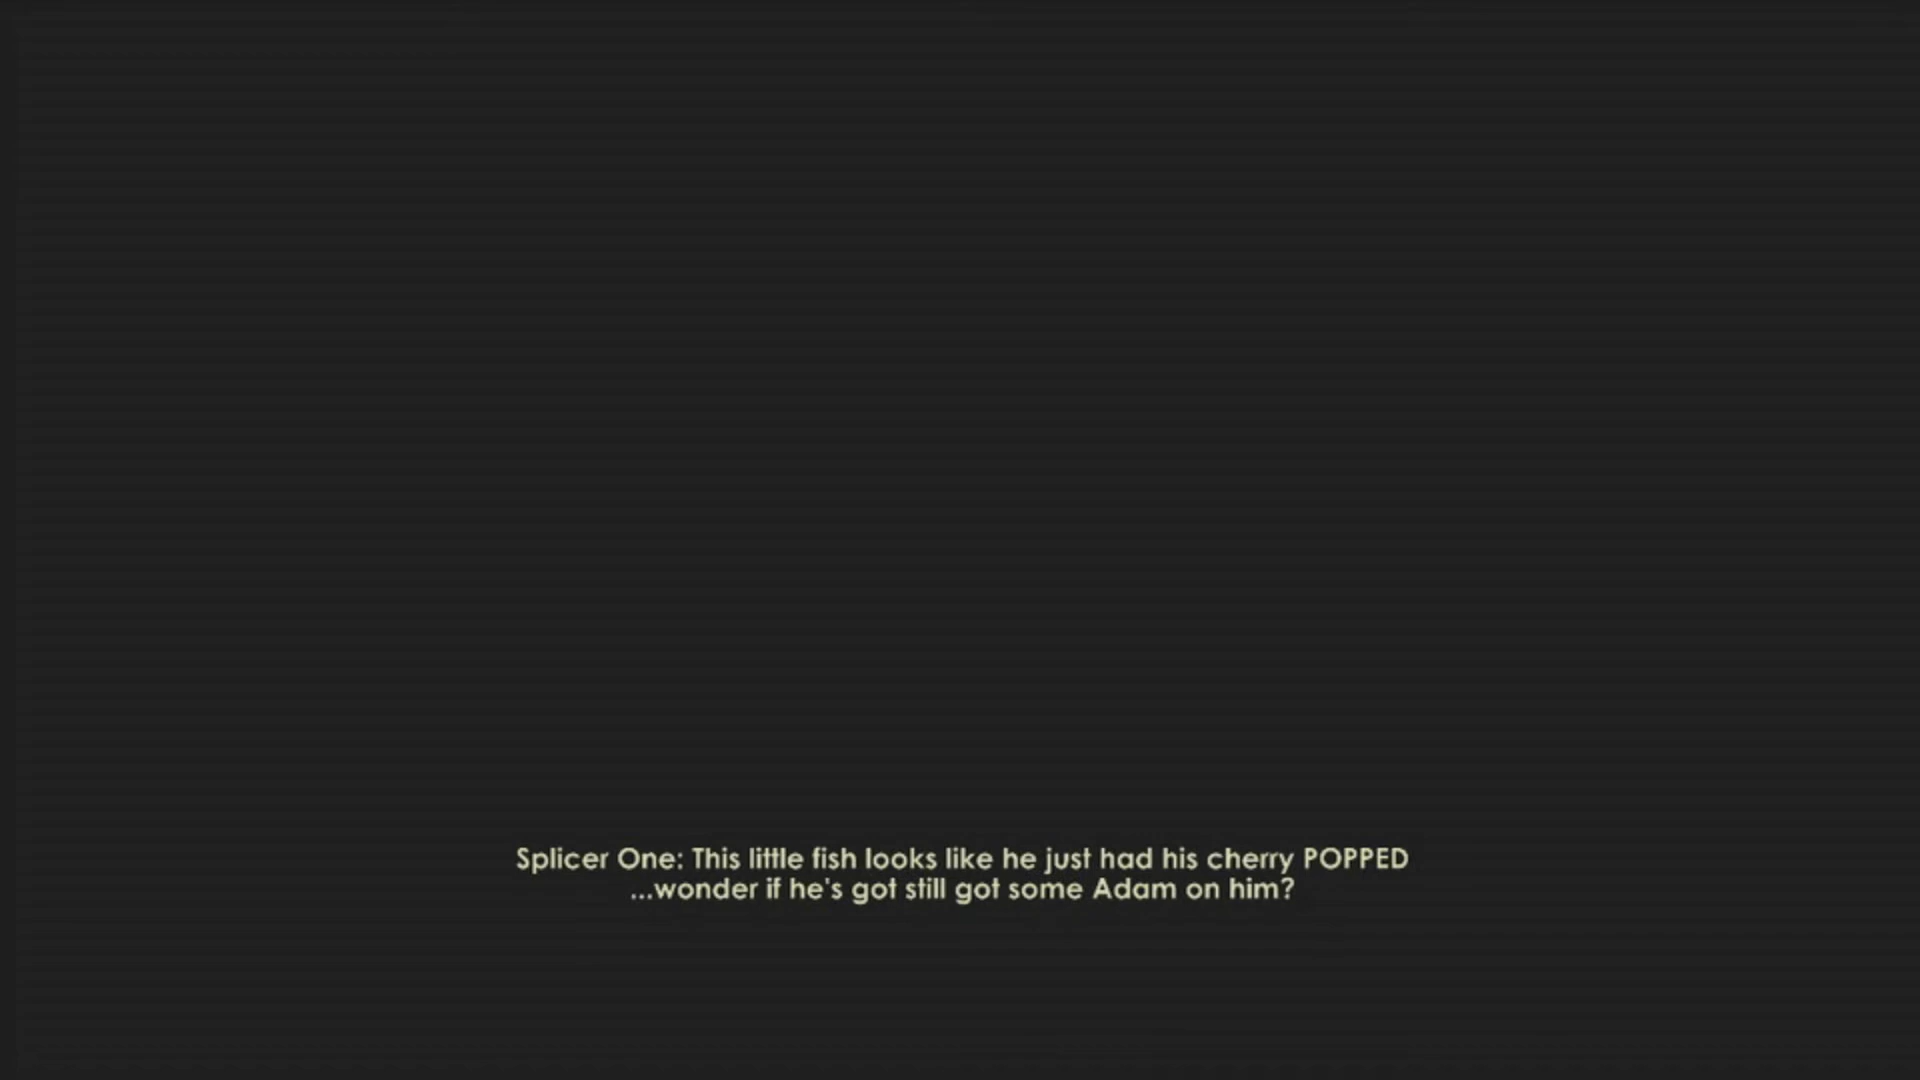 Splicer One: This little fish looks like he just had his cherry POPPED
...wonder if he's got still got some Adam on him?